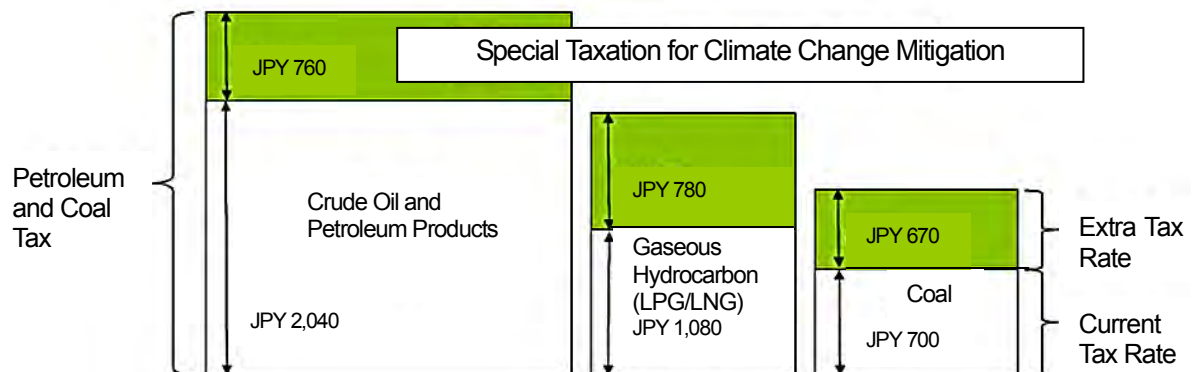 Special Taxation for Climate Change Mitigation
JPY 760
Petroleum
and Coal
Tax
Crude Oil and
Petroleum Products
JPY 2,040
JPY 780
Gaseous
Hydrocarbon
(LPG/LNG)
JPY 1,080
JPY 670
Coal
JPY 700
Extra Tax
Rate
Current
Tax Rate